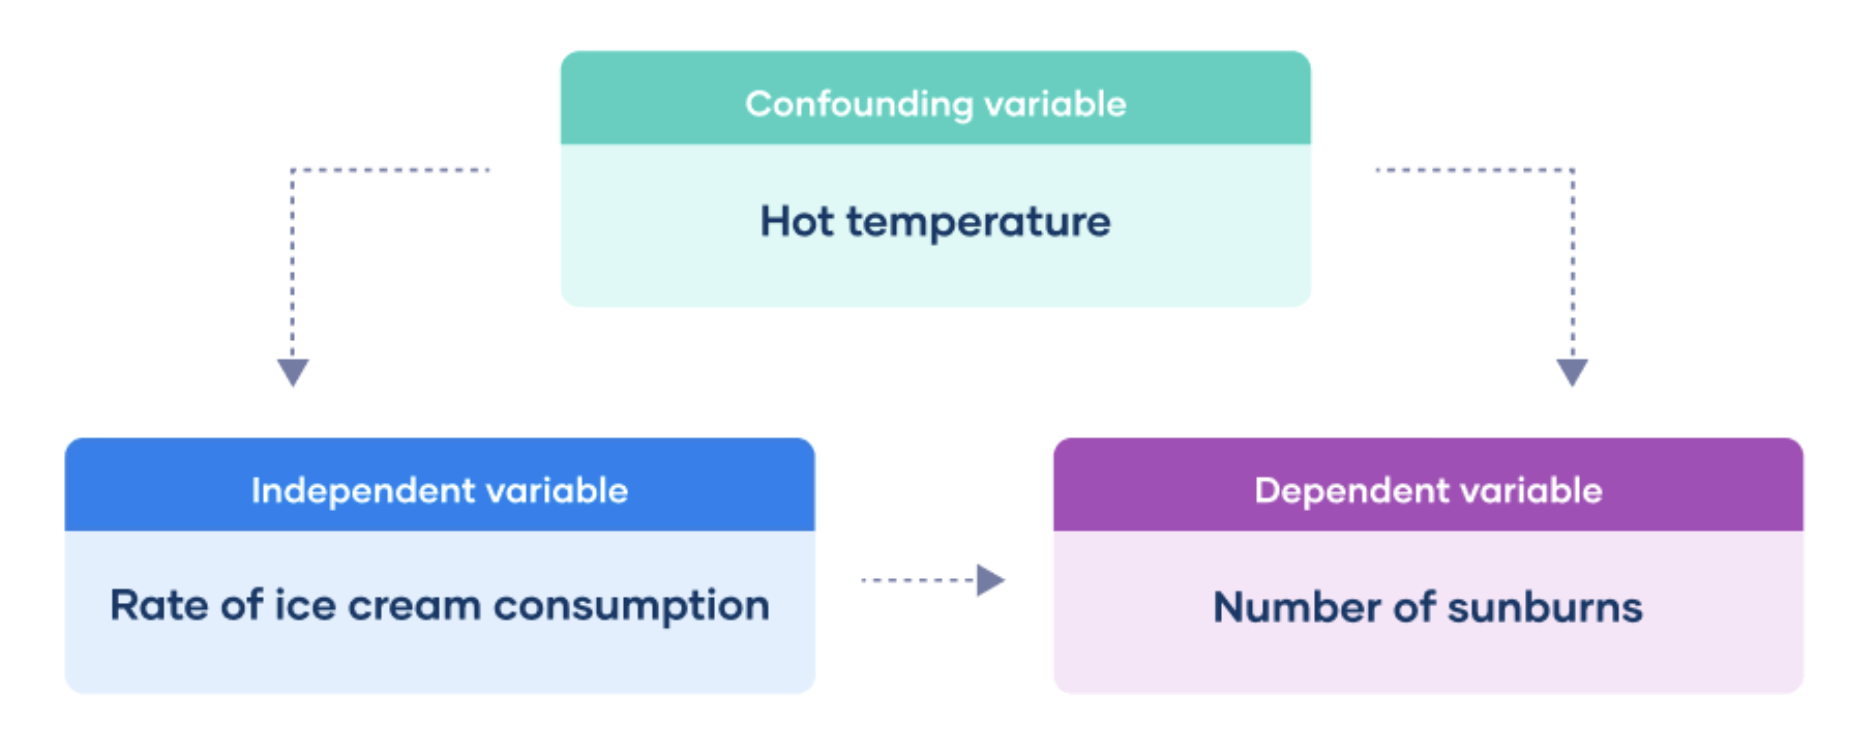 Confounding variable
Hot temperature
Independent variable
Rate of ice cream consumption
Dependent variable
Number of sunburns